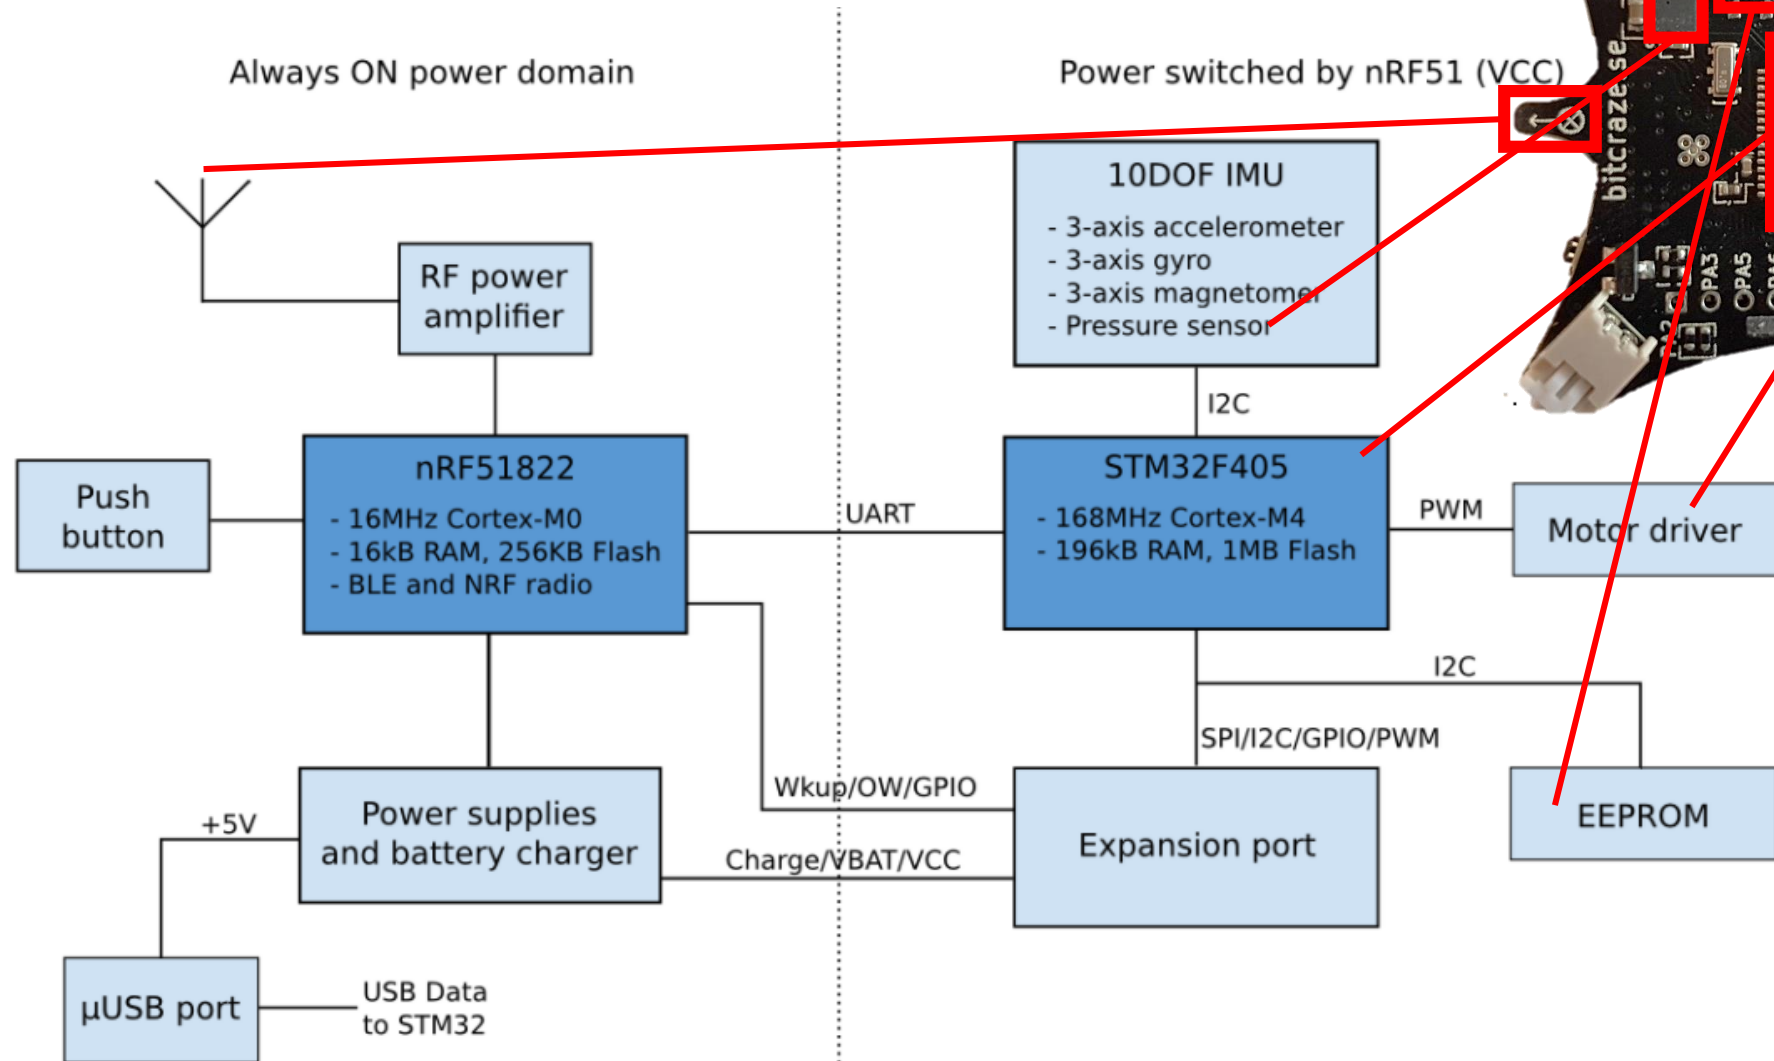 Always ON power domain
Power switched by nRF51 (VCC)
bitcraze.se
10DOF IMU
- 3-axis accelerometer
- 3-axis gyro
- 3-axis magnetomer
- Pressure sensor
RF power
amplifier
PA3
PA5
I2C
nRF51822
- 16MHz Cortex-M0
- 16kB RAM, 256KB Flash
- BLE and NRF radio
Push
button
UART
STM32F405
- 168MHz Cortex-M4
- 196kB RAM, 1MB Flash
PWM
Motor driver
I2C
SPI/I2C/GPIO/PWM
Wkup/OW/GPIO
Power supplies
and battery charger
+5V
Charge/VBAT/VCC
Expansion port
EEPROM
µUSB port
USB Data
to STM32